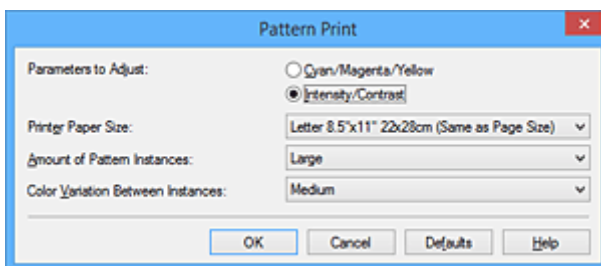 Pattern Print
Parameters to Adjust:
Cyan/Magenta/Yellow
Intensity/Contrast
Printer Paper Size:
Letter 8.5"x11" 22x28cm (Same as Page Size)
Amount of Pattern Instances:
Large
Color Variation Between Instances:
Medium
OK Cancel Defaults Help